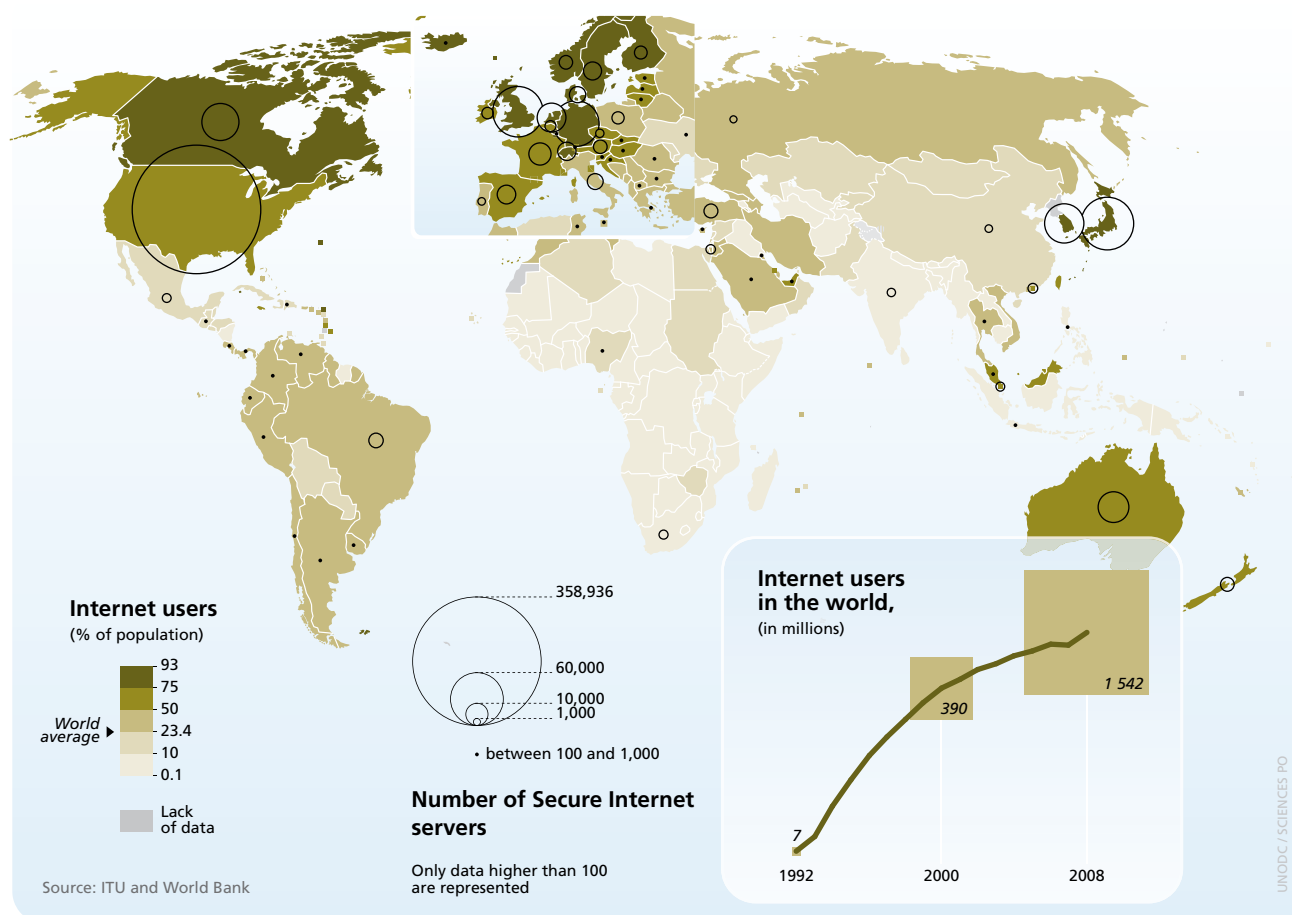 Internet users
(% of population)
93
75
50
World
average
23.4
10
0.1
Lack
of data
Source: ITU and World Bank
358,936
60,000
10,000
1,000
• between 100 and 1,000
Number of Secure Internet
servers
Only data higher than 100
are represented
Internet users
in the world,
(in millions)
1 542
390
7
1992
2000
2008
UNODC / SCIENCES PO